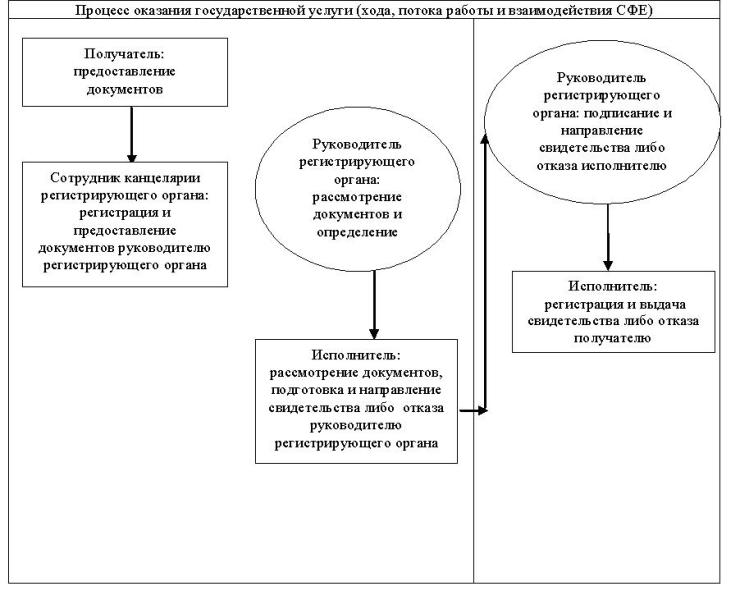 Процесс оказания государственной услуги (хода, потока работы и взаимодействия СФЕ)
Получатель:
предоставление
документов
Сотрудник канцелярии
регистрирующего органа:
регистрация и
предоставление
документов руководителю
регистрирующего органа
Руководитель
регистрирующего
органа:
рассмотрение
документов и
определение
Исполнитель:
рассмотрение документов,
подготовка и направление
свидетельства либо отказа
руководителю
регистрирующего органа
Руководитель
регистрирующего
органа: подписание и
направление
свидетельства либо
отказа исполнителю
Исполнитель:
регистрация и выдача
свидетельства либо отказа
получателю